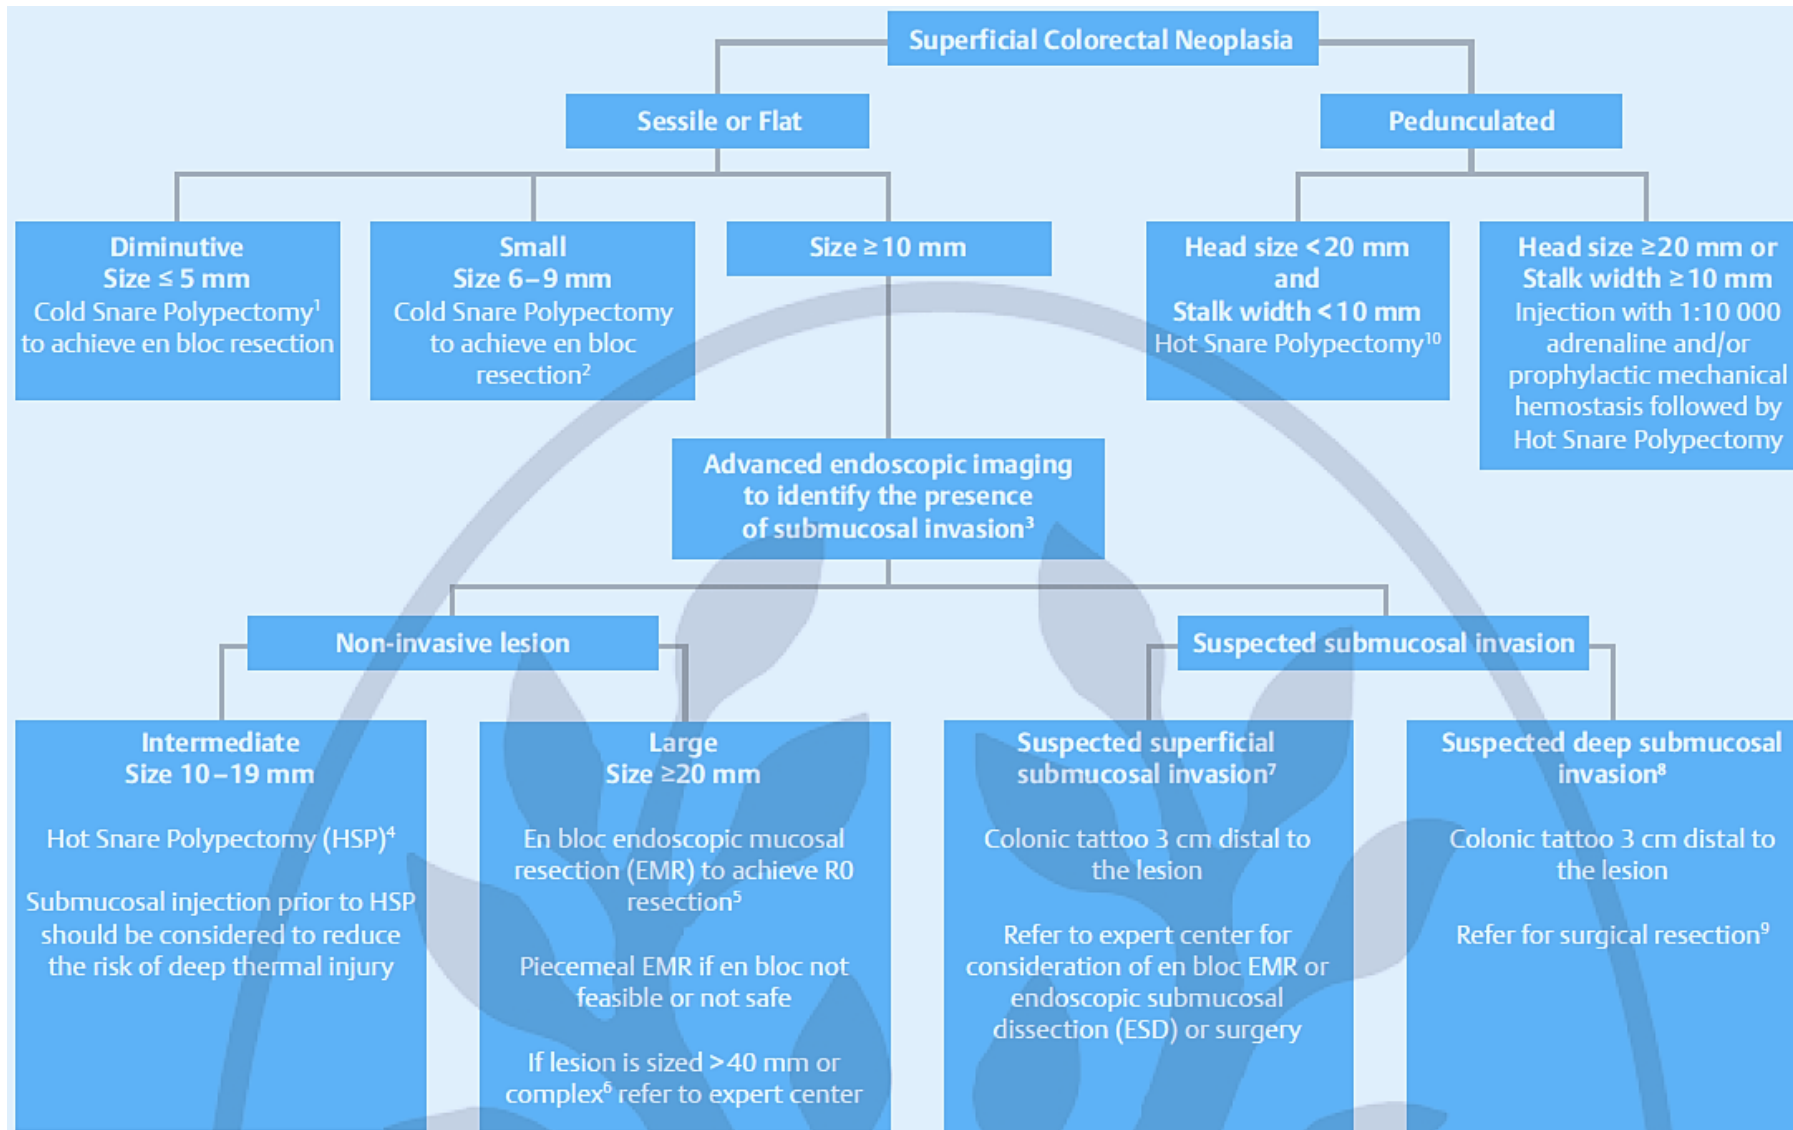 Superficial Colorectal Neoplasia
Sessile or Flat
Pedunculated
Diminutive
Size ≤ 5 mm
Cold Snare Polypectomy¹
to achieve en bloc resection
Small
Size 6–9 mm
Cold Snare Polypectomy
to achieve en bloc
resection²
Size ≥ 10 mm
Head size <20 mm
and
Stalk width <10 mm
Hot Snare Polypectomy¹⁰
Head size ≥20 mm or
Stalk width ≥10 mm
Injection with 1:10 000
adrenaline and/or
prophylactic mechanical
hemostasis followed by
Hot Snare Polypectomy
Advanced endoscopic imaging
to identify the presence
of submucosal invasion³
Non-invasive lesion
Suspected submucosal invasion
Intermediate
Size 10–19 mm
Hot Snare Polypectomy (HSP)⁴
Submucosal injection prior to HSP
should be considered to reduce
the risk of deep thermal injury
Large
Size ≥20 mm
En bloc endoscopic mucosal
resection (EMR) to achieve R0
resection⁵
Piecemeal EMR if en bloc not
feasible or not safe
If lesion is sized >40 mm or
complex⁶ refer to expert center
Suspected superficial
submucosal invasion⁷
Colonic tattoo 3 cm distal to
the lesion
Refer to expert center for
consideration of en bloc EMR or
endoscopic submucosal
dissection (ESD) or surgery
Suspected deep submucosal
invasion⁸
Colonic tattoo 3 cm distal to
the lesion
Refer for surgical resection⁹